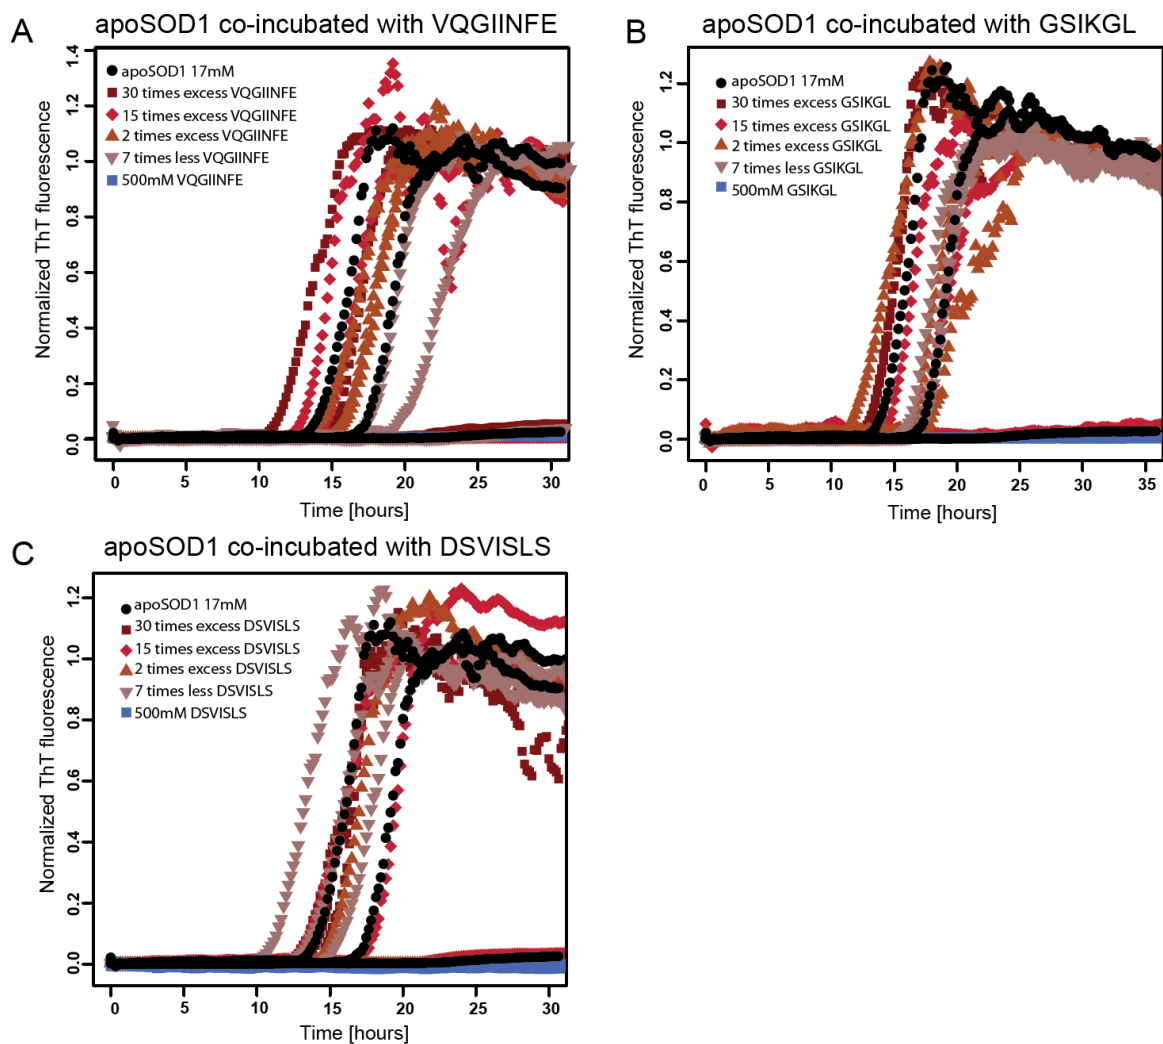 A
apoSOD1 co-incubated with VQGIINFE
Normalized ThT fluorescence
1.4
1.2
1.0
0.8
0.6
0.4
0.2
0.0
apoSOD1 17mM
30 times excess VQGIINFE
15 times excess VQGIINFE
2 times excess VQGIINFE
7 times less VQGIINFE
500mM VQGIINFE
0 5 10 15 20 25 30
Time [hours]
B
apoSOD1 co-incubated with GSIKGL
Normalized ThT fluorescence
1.2
1.0
0.8
0.6
0.4
0.2
0.0
apoSOD1 17mM
30 times excess GSIKGL
15 times excess GSIKGL
2 times excess GSIKGL
7 times less GSIKGL
500mM GSIKGL
0 5 10 15 20 25 30 35
Time [hours]
C
apoSOD1 co-incubated with DSVISLS
Normalized ThT fluorescence
1.2
1.0
0.8
0.6
0.4
0.2
0.0
apoSOD1 17mM
30 times excess DSVISLS
15 times excess DSVISLS
2 times excess DSVISLS
7 times less DSVISLS
500mM DSVISLS
0 5 10 15 20 25 30
Time [hours]